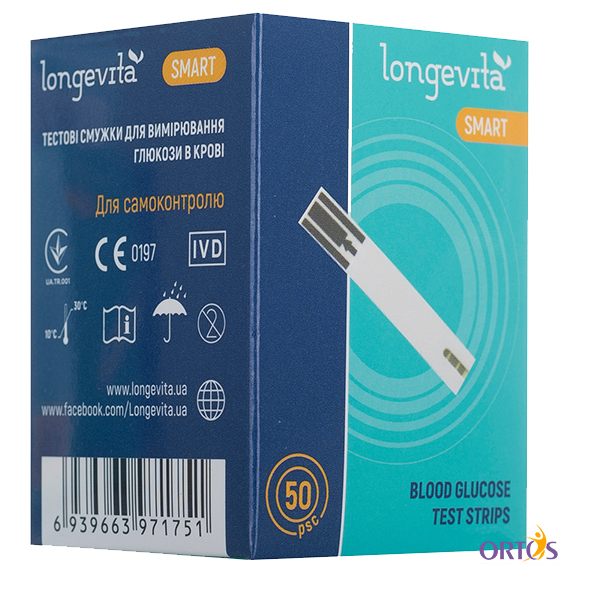 longevita
SMART
ТЕСТОВІ СМУЖКИ ДЛЯ ВИМІРЮВАННЯ
ГЛЮКОЗИ В КРОВІ
Для самоконтролю
UA.TR.001
CE 0197
IVD
30°C
10°C
i
2
www.longevita.ua
www.facebook.com/Longevita.ua
6 939663 971751
50
psc
longevita
SMART
BLOOD GLUCOSE
TEST STRIPS
ORTOS